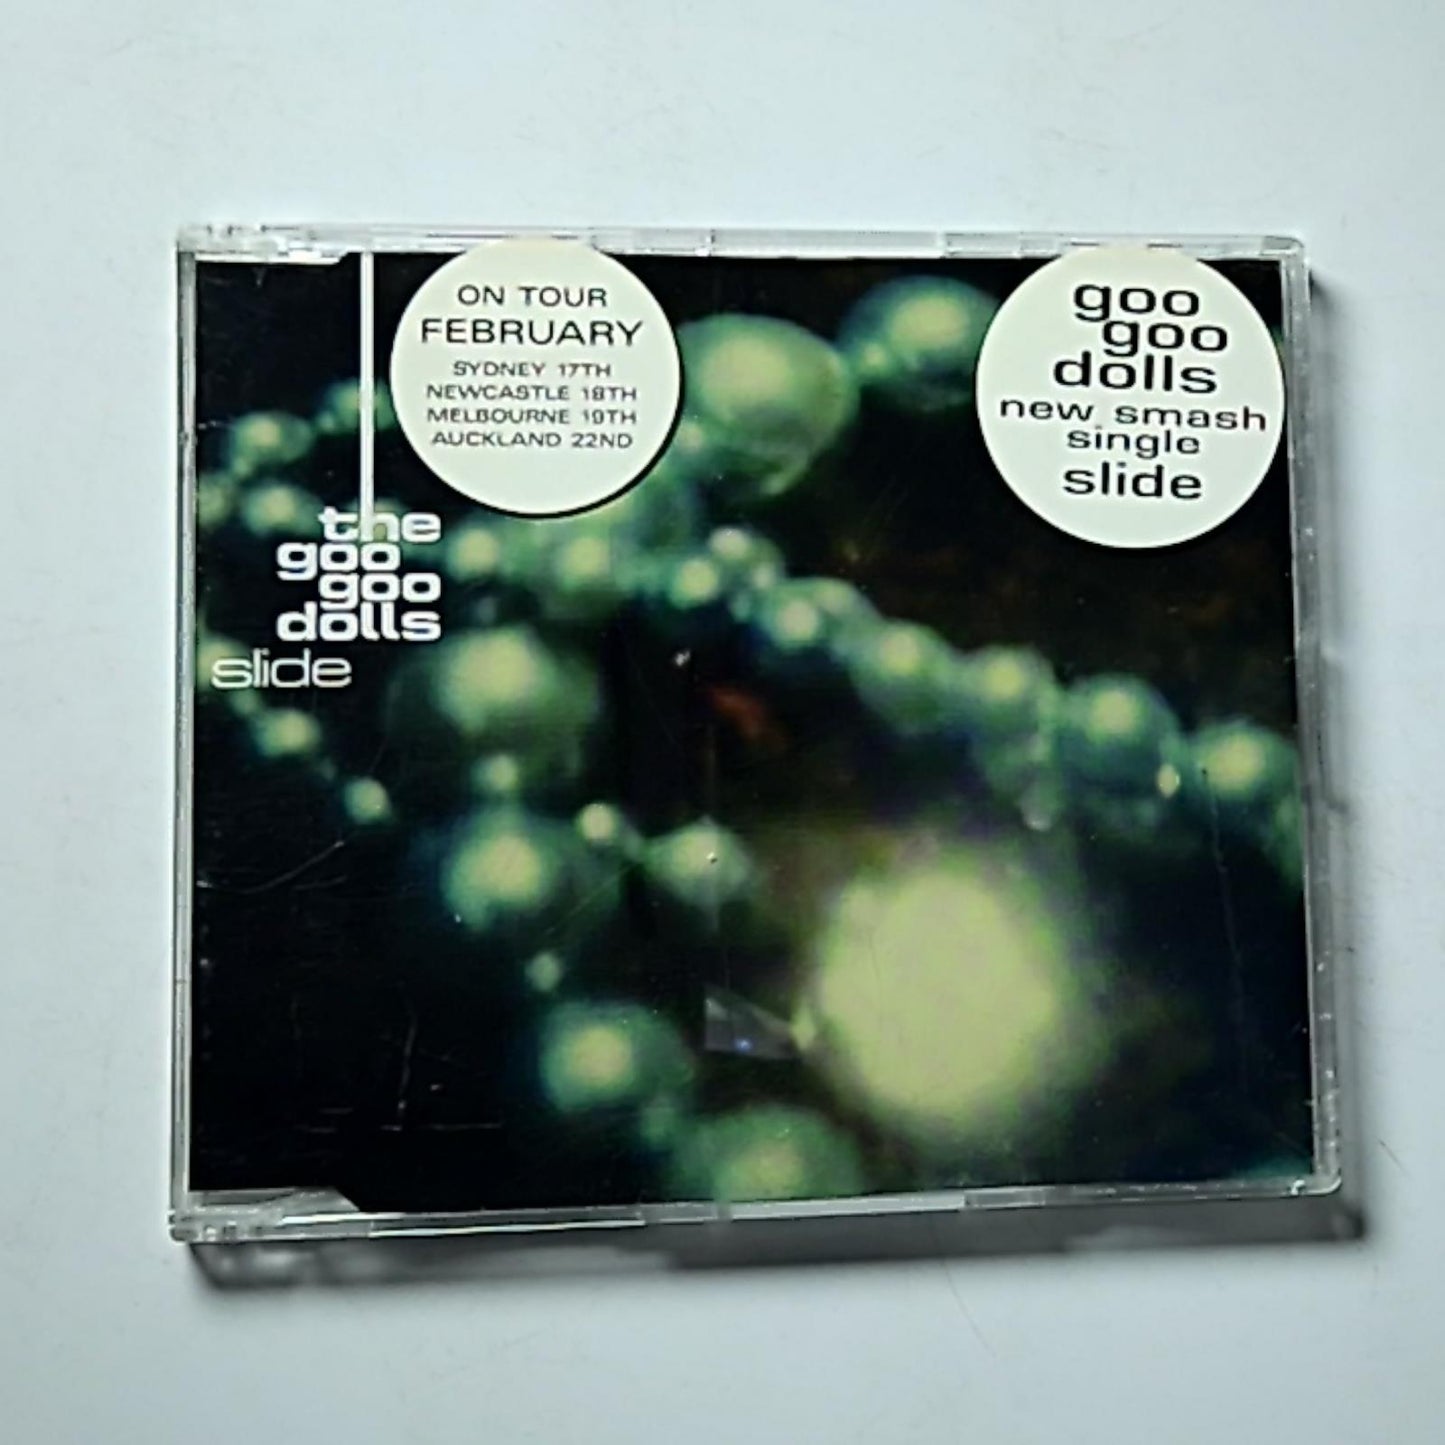 ON TOUR
FEBRUARY
SYDNEY 17TH
NEWCASTLE 18TH
MELBOURNE 19TH
AUCKLAND 22ND
goo
goo
dolls
new smash
single
slide
the
goo
goo
dolls
slide